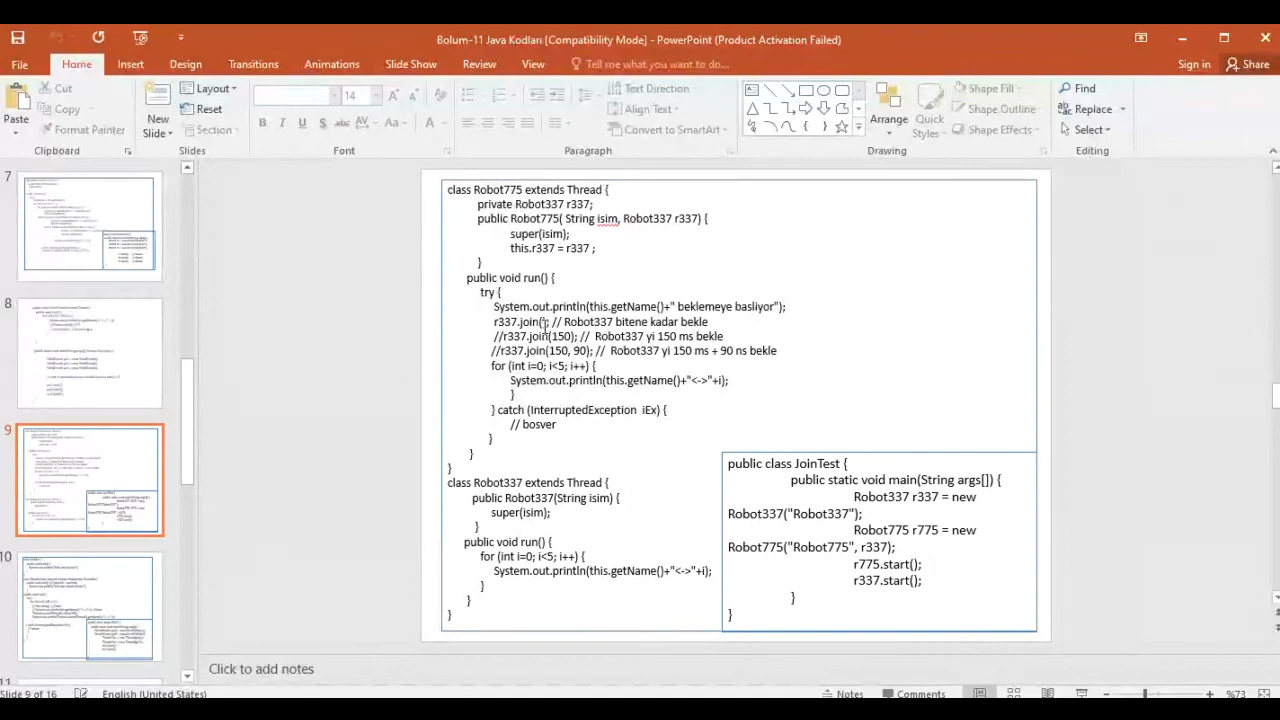 Bolum-11 Java Kodları [Compatibility Mode] - PowerPoint (Product Activation Failed)
File Home Insert Design Transitions Animations Slide Show Review View Tell me what you want to do... Sign in Share
Cut
Copy
Format Painter
Paste
Clipboard
New
Slide
Layout
Reset
Section
Slides
14
Font
Text Direction
Align Text
Convert to SmartArt
Paragraph
Arrange
Quick
Styles
Shape Fill
Shape Outline
Shape Effects
Drawing
Find
Replace
Select
Editing
7
8
9
10
11
class Robot775 extends Thread {
private Robot337 r337;
public Robot775( String isim, Robot337 r337) {
super(isim);
this.r337 = r337 ;
}
public void run() {
try {
System.out.println(this.getName()+" beklemeye basliyor");
r337.join(); // Robot337 bitene kadar bekle
//r337.join(150); // Robot337 yi 150 ms bekle
//r337.join(150, 90); // Robot337 yi 150 ms + 90 ns bekle
for (int i=0; i<5; i++) {
System.out.println(this.getName()+"<->"+i);
}
} catch (InterruptedException iEx) {
// bosver
}
class Robot337 extends Thread {
public Robot337(String isim) {
super(isim);
}
public void run() {
for (int i=0; i<5; i++) {
System.out.println(this.getName()+"<->"+i);
}
public class JoinTest {
public static void main(String args[]) {
Robot337 r337 = new
Robot337("Robot337");
Robot775 r775 = new
Robot775("Robot775", r337);
r775.start();
r337.start();
}
}
Click to add notes
Slide 9 of 16 English (United States) Notes Comments %73